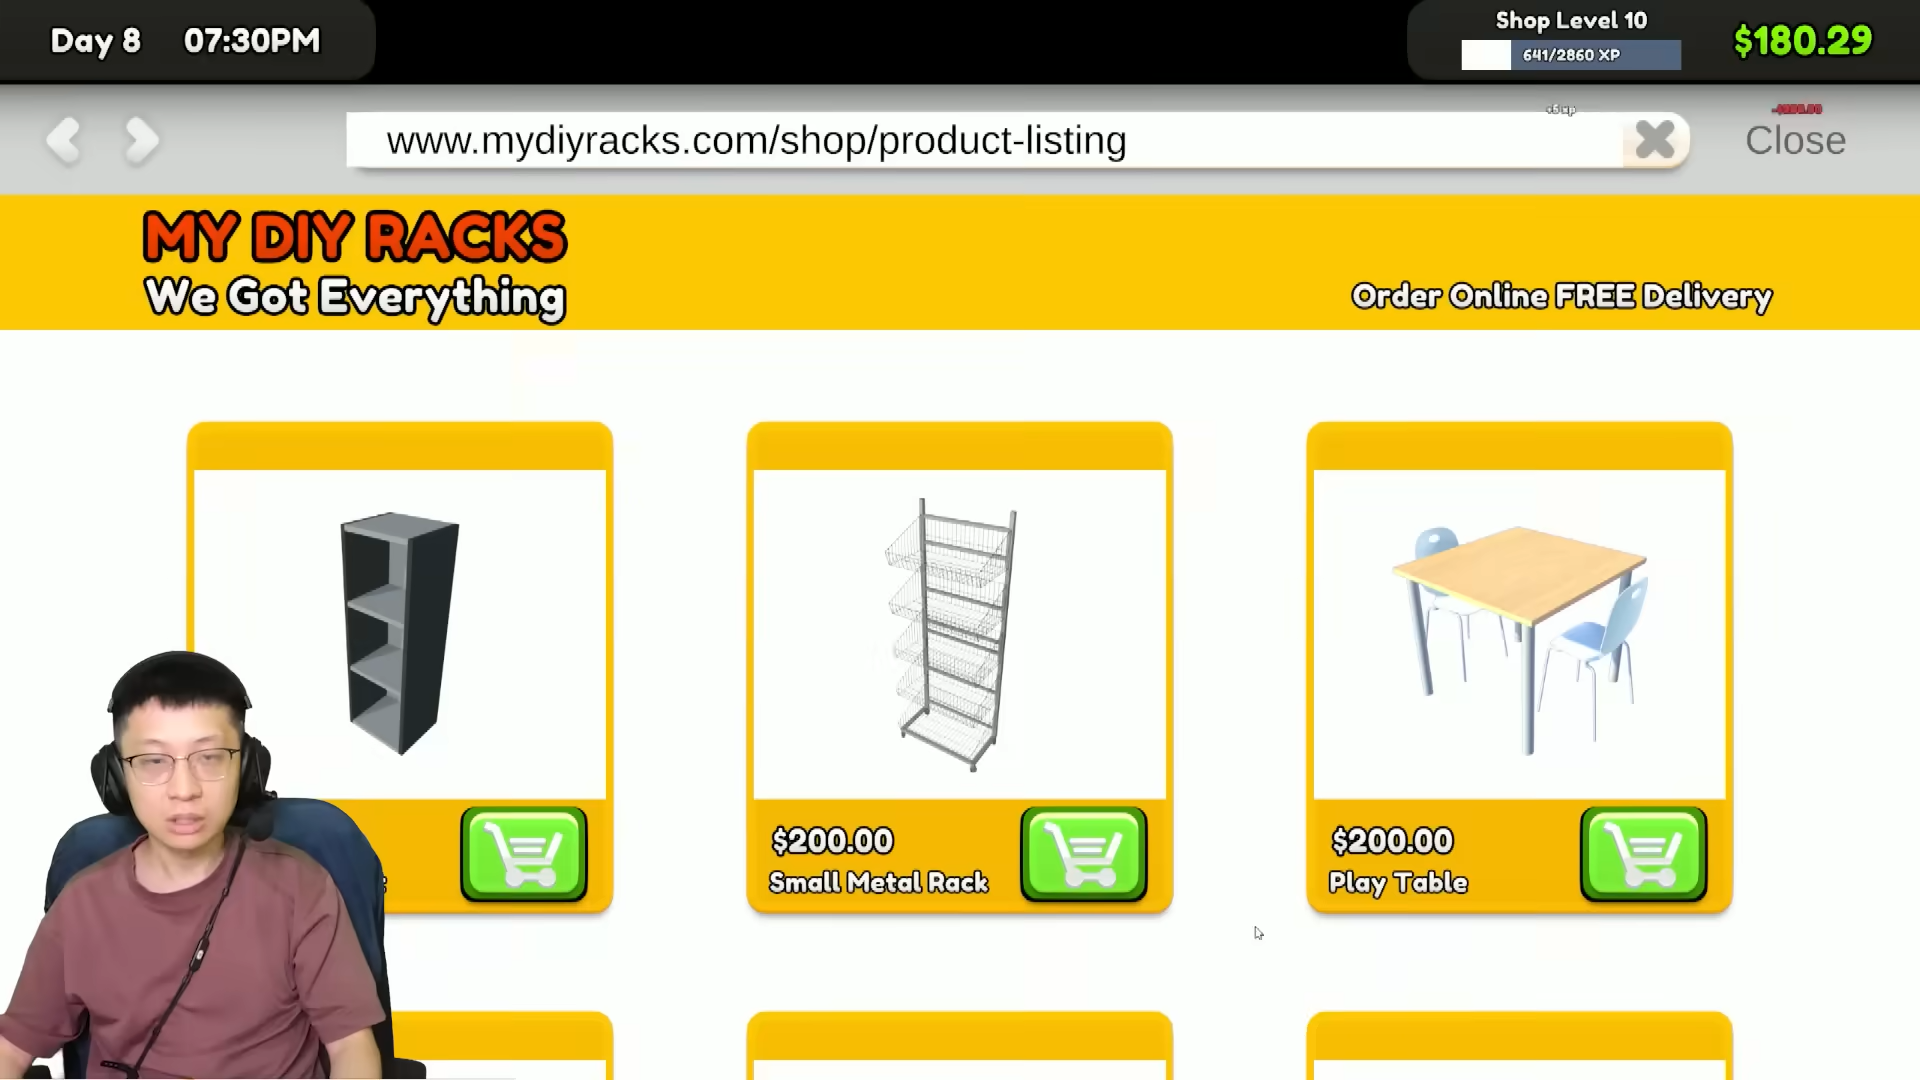 Day 8 07:30PM
Shop Level 10
641/2860 XP
$180.29
www.mydiyracks.com/shop/product-listing
+5 xp
Close
MY DIY RACKS
We Got Everything
Order Online FREE Delivery
$200.00
Small Metal Rack
$200.00
Play Table